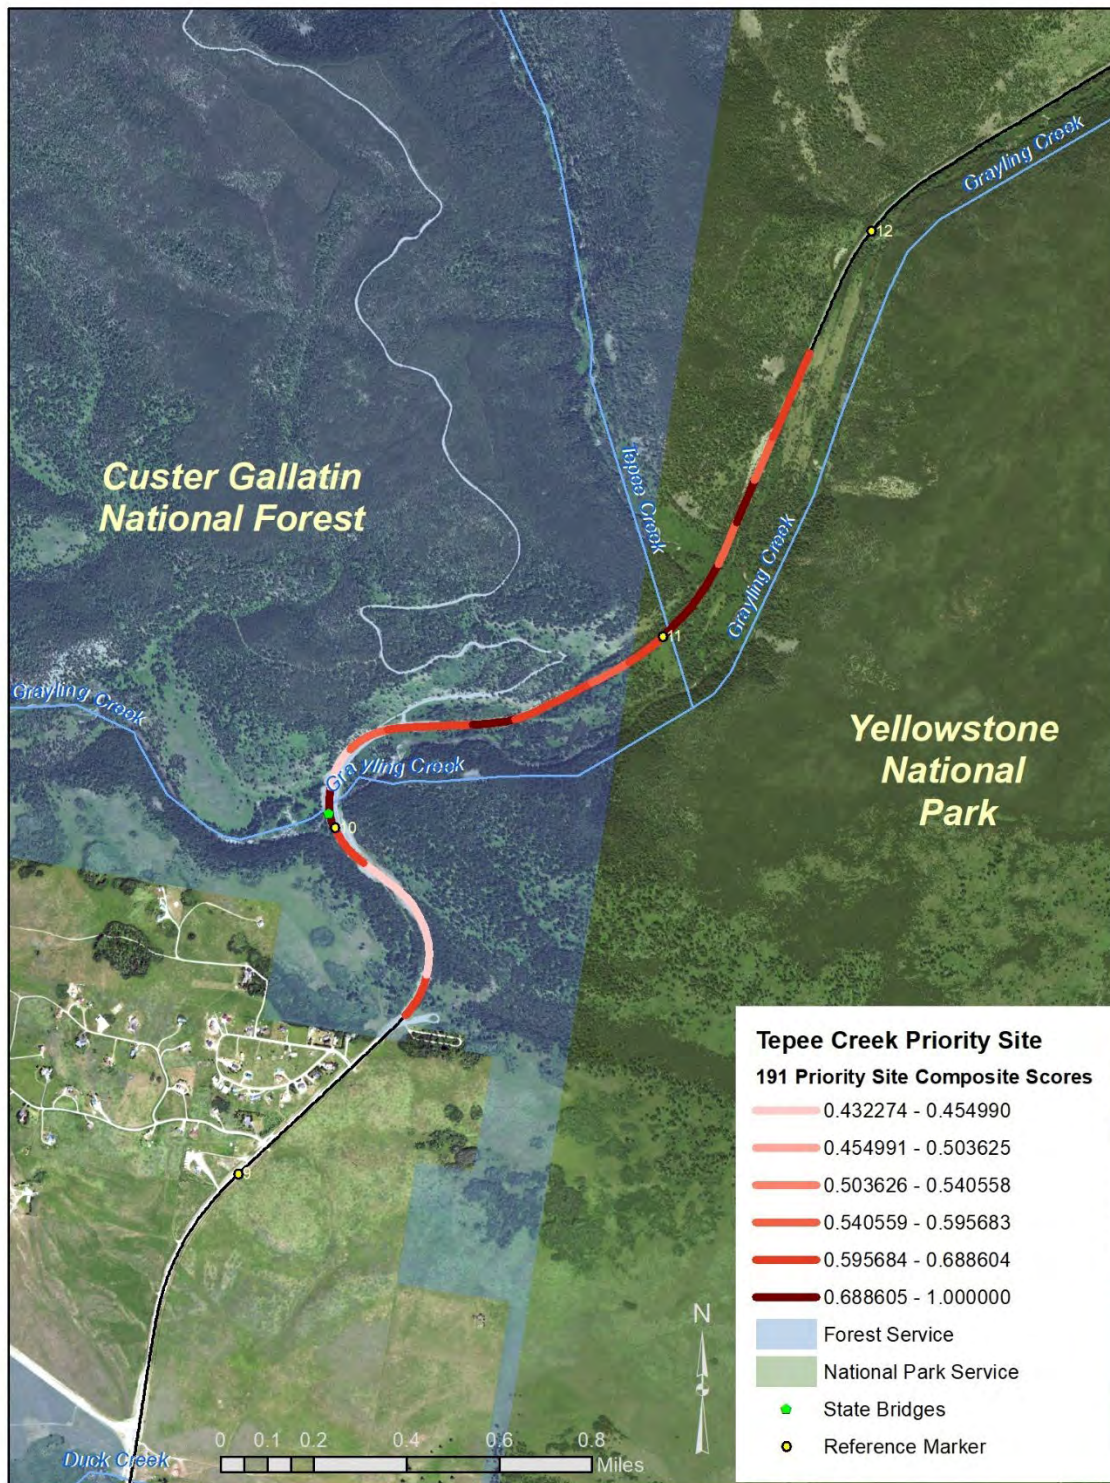 Grayling Creek
12
Tepee Creek
Custer Gallatin
National Forest
Grayling Creek
11
Grayling Creek
Yellowstone
National
Park
Grayling Creek
10
9
Tepee Creek Priority Site
191 Priority Site Composite Scores
0.432274 - 0.454990
0.454991 - 0.503625
0.503626 - 0.540558
0.540559 - 0.595683
0.595684 - 0.688604
0.688605 - 1.000000
Forest Service
National Park Service
State Bridges
Reference Marker
N
0 0.1 0.2 0.4 0.6 0.8
Miles
Duck Creek